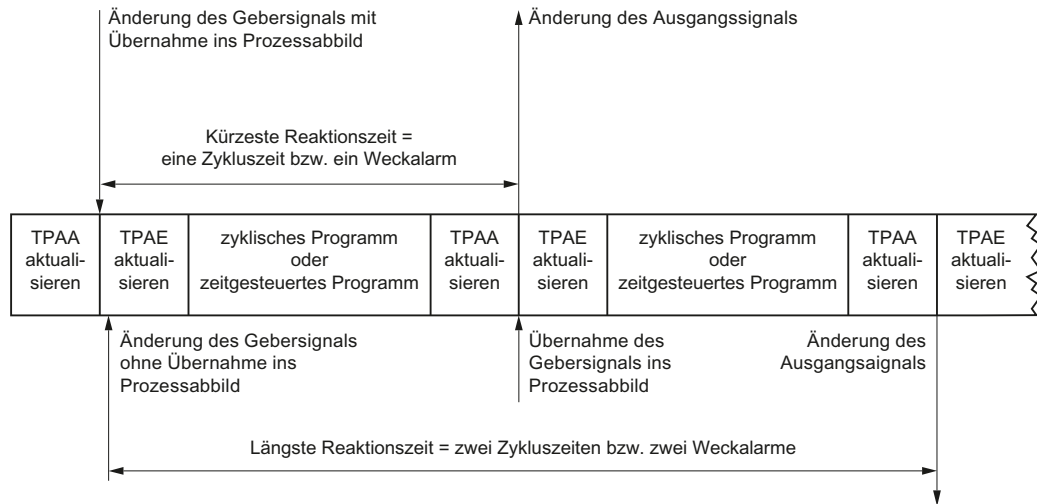 Änderung des Gebersignals mit
Übernahme ins Prozessabbild
Änderung des Ausgangssignals
Kürzeste Reaktionszeit =
eine Zykluszeit bzw. ein Weckalarm
TPAA
aktuali-
sieren
TPAE
aktuali-
sieren
zyklisches Programm
oder
zeitgesteuertes Programm
TPAA
aktuali-
sieren
TPAE
aktuali-
sieren
zyklisches Programm
oder
zeitgesteuertes Programm
TPAA
aktuali-
sieren
TPAE
aktuali-
sieren
Änderung des Gebersignals
ohne Übernahme ins
Prozessabbild
Übernahme des
Gebersignals ins
Prozessabbild
Änderung des
Ausgangsaignals
Längste Reaktionszeit = zwei Zykluszeiten bzw. zwei Weckalarme